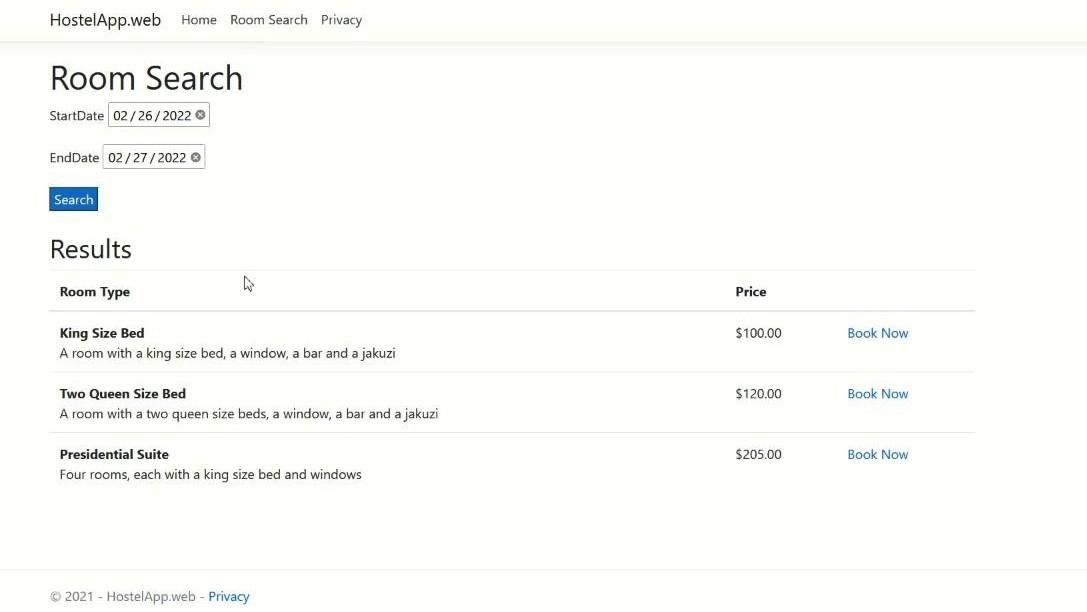 HostelApp.web Home Room Search Privacy
Room Search
StartDate 02/26/2022
EndDate 02/27/2022
Search
Results
Room Type Price
King Size Bed $100.00 Book Now
A room with a king size bed, a window, a bar and a jakuzi
Two Queen Size Bed $120.00 Book Now
A room with a two queen size beds, a window, a bar and a jakuzi
Presidential Suite $205.00 Book Now
Four rooms, each with a king size bed and windows
© 2021 - HostelApp.web - Privacy